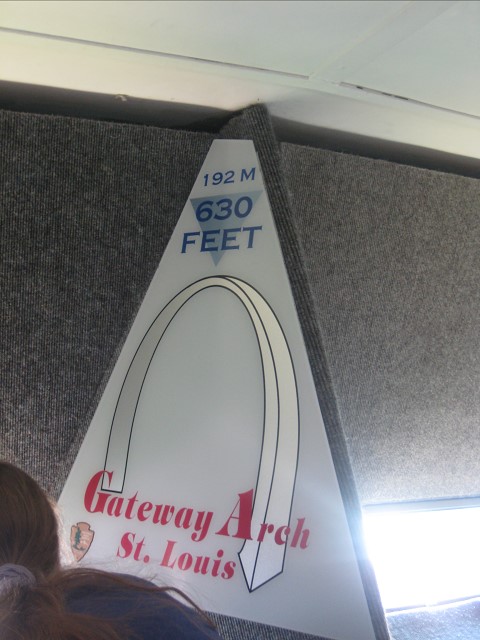 192 M
630
FEET
Gateway Arch
St. Louis